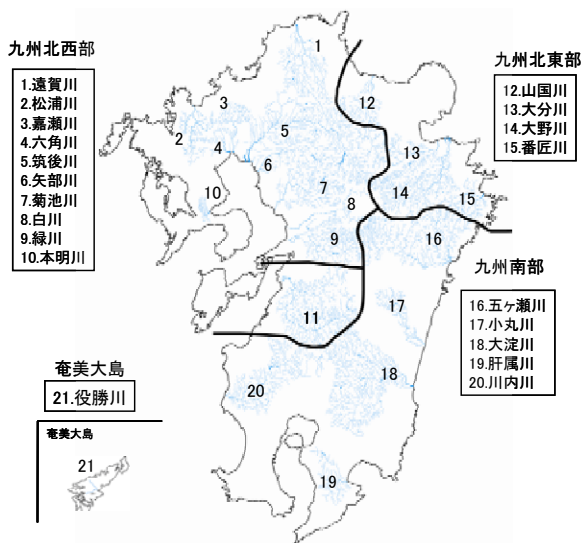 九州北西部
1.遠賀川
2.松浦川
3.嘉瀬川
4.六角川
5.筑後川
6.矢部川
7.菊池川
8.白川
9.緑川
10.本明川
九州北東部
12.山国川
13.大分川
14.大野川
15.番匠川
九州南部
16.五ヶ瀬川
17.小丸川
18.大淀川
19.肝属川
20.川内川
奄美大島
21.役勝川
奄美大島
21
1
2
3
4
5
6
7
8
9
10
11
12
13
14
15
16
17
18
19
20